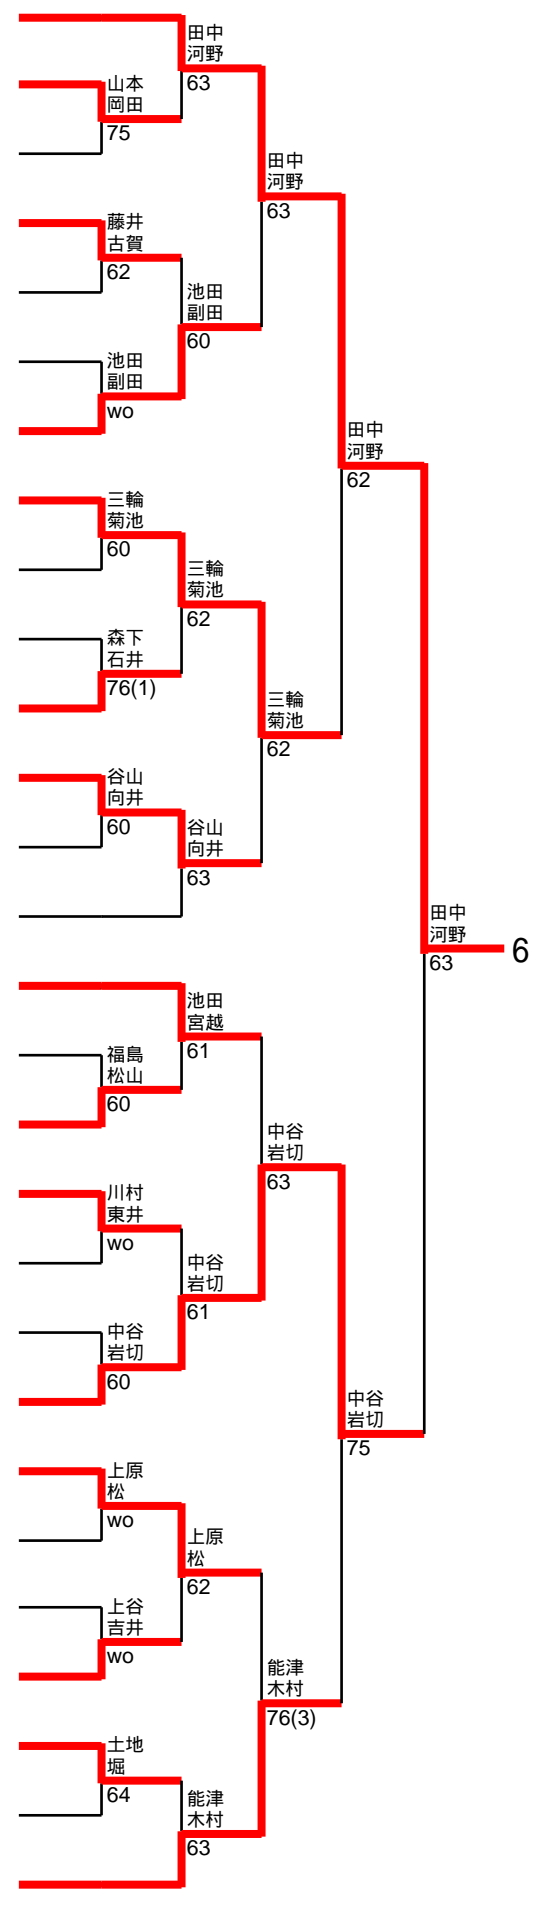 田中
河野
63
山本
岡田
75
田中
河野
63
藤井
古賀
62
池田
副田
60
池田
副田
wo
田中
河野
62
三輪
菊池
60
三輪
菊池
62
森下
石井
76(1)
三輪
菊池
62
谷山
向井
60
谷山
向井
63
田中
河野
63
6
池田
宮越
61
福島
松山
60
中谷
岩切
63
川村
東井
wo
中谷
岩切
61
中谷
岩切
60
中谷
岩切
75
上原
松
wo
上原
松
62
上谷
吉井
wo
能津
木村
76(3)
土地
堀
64
能津
木村
63